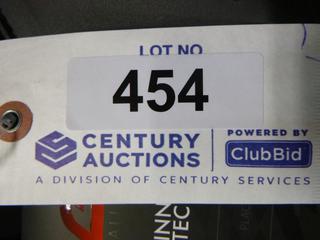 LOT NO
454
CENTURY
AUCTIONS
POWERED BY
ClubBid
A DIVISION OF CENTURY SERVICES